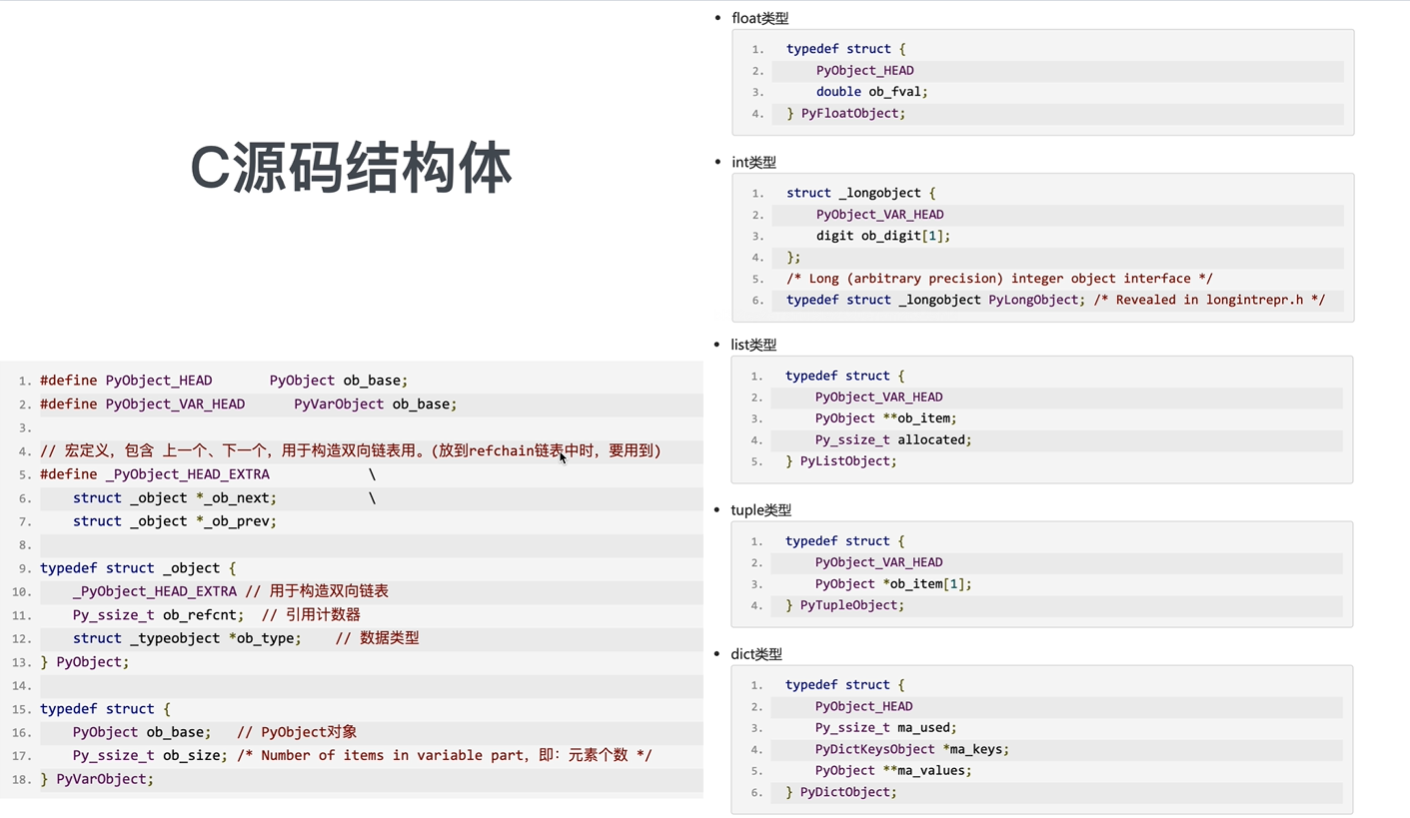 C源码结构体
1. #define PyObject_HEAD       PyObject ob_base;
2. #define PyObject_VAR_HEAD      PyVarObject ob_base;
3.
4. // 宏定义，包含 上一个、下一个，用于构造双向链表用。(放到refchain链表中时，要用到)
5. #define _PyObject_HEAD_EXTRA            \
6.     struct _object *_ob_next;           \
7.     struct _object *_ob_prev;
8.
9. typedef struct _object {
10.     _PyObject_HEAD_EXTRA // 用于构造双向链表
11.     Py_ssize_t ob_refcnt;  // 引用计数器
12.     struct _typeobject *ob_type;    // 数据类型
13. } PyObject;
14.
15. typedef struct {
16.     PyObject ob_base;   // PyObject对象
17.     Py_ssize_t ob_size; /* Number of items in variable part，即：元素个数 */
18. } PyVarObject;
• float类型
1. typedef struct {
2.     PyObject_HEAD
3.     double ob_fval;
4. } PyFloatObject;
• int类型
1. struct _longobject {
2.     PyObject_VAR_HEAD
3.     digit ob_digit[1];
4. };
5. /* Long (arbitrary precision) integer object interface */
6. typedef struct _longobject PyLongObject; /* Revealed in longintrepr.h */
• list类型
1. typedef struct {
2.     PyObject_VAR_HEAD
3.     PyObject **ob_item;
4.     Py_ssize_t allocated;
5. } PyListObject;
• tuple类型
1. typedef struct {
2.     PyObject_VAR_HEAD
3.     PyObject *ob_item[1];
4. } PyTupleObject;
• dict类型
1. typedef struct {
2.     PyObject_HEAD
3.     Py_ssize_t ma_used;
4.     PyDictKeysObject *ma_keys;
5.     PyObject **ma_values;
6. } PyDictObject;